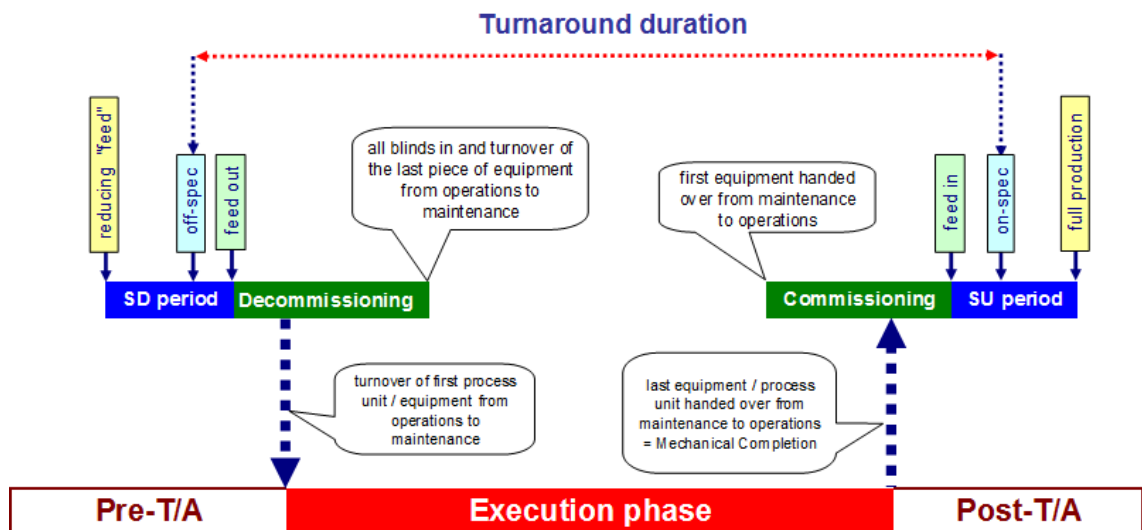 Turnaround duration
reducing "feed"
off-spec
feed out
all blinds in and turnover of
the last piece of equipment
from operations to
maintenance
first equipment handed
over from maintenance
to operations
feed in
on-spec
full production
SD period
Decommissioning
Commissioning
SU period
turnover of first process
unit / equipment from
operations to
maintenance
last equipment / process
unit handed over from
maintenance to operations
= Mechanical Completion
Pre-T/A
Execution phase
Post-T/A